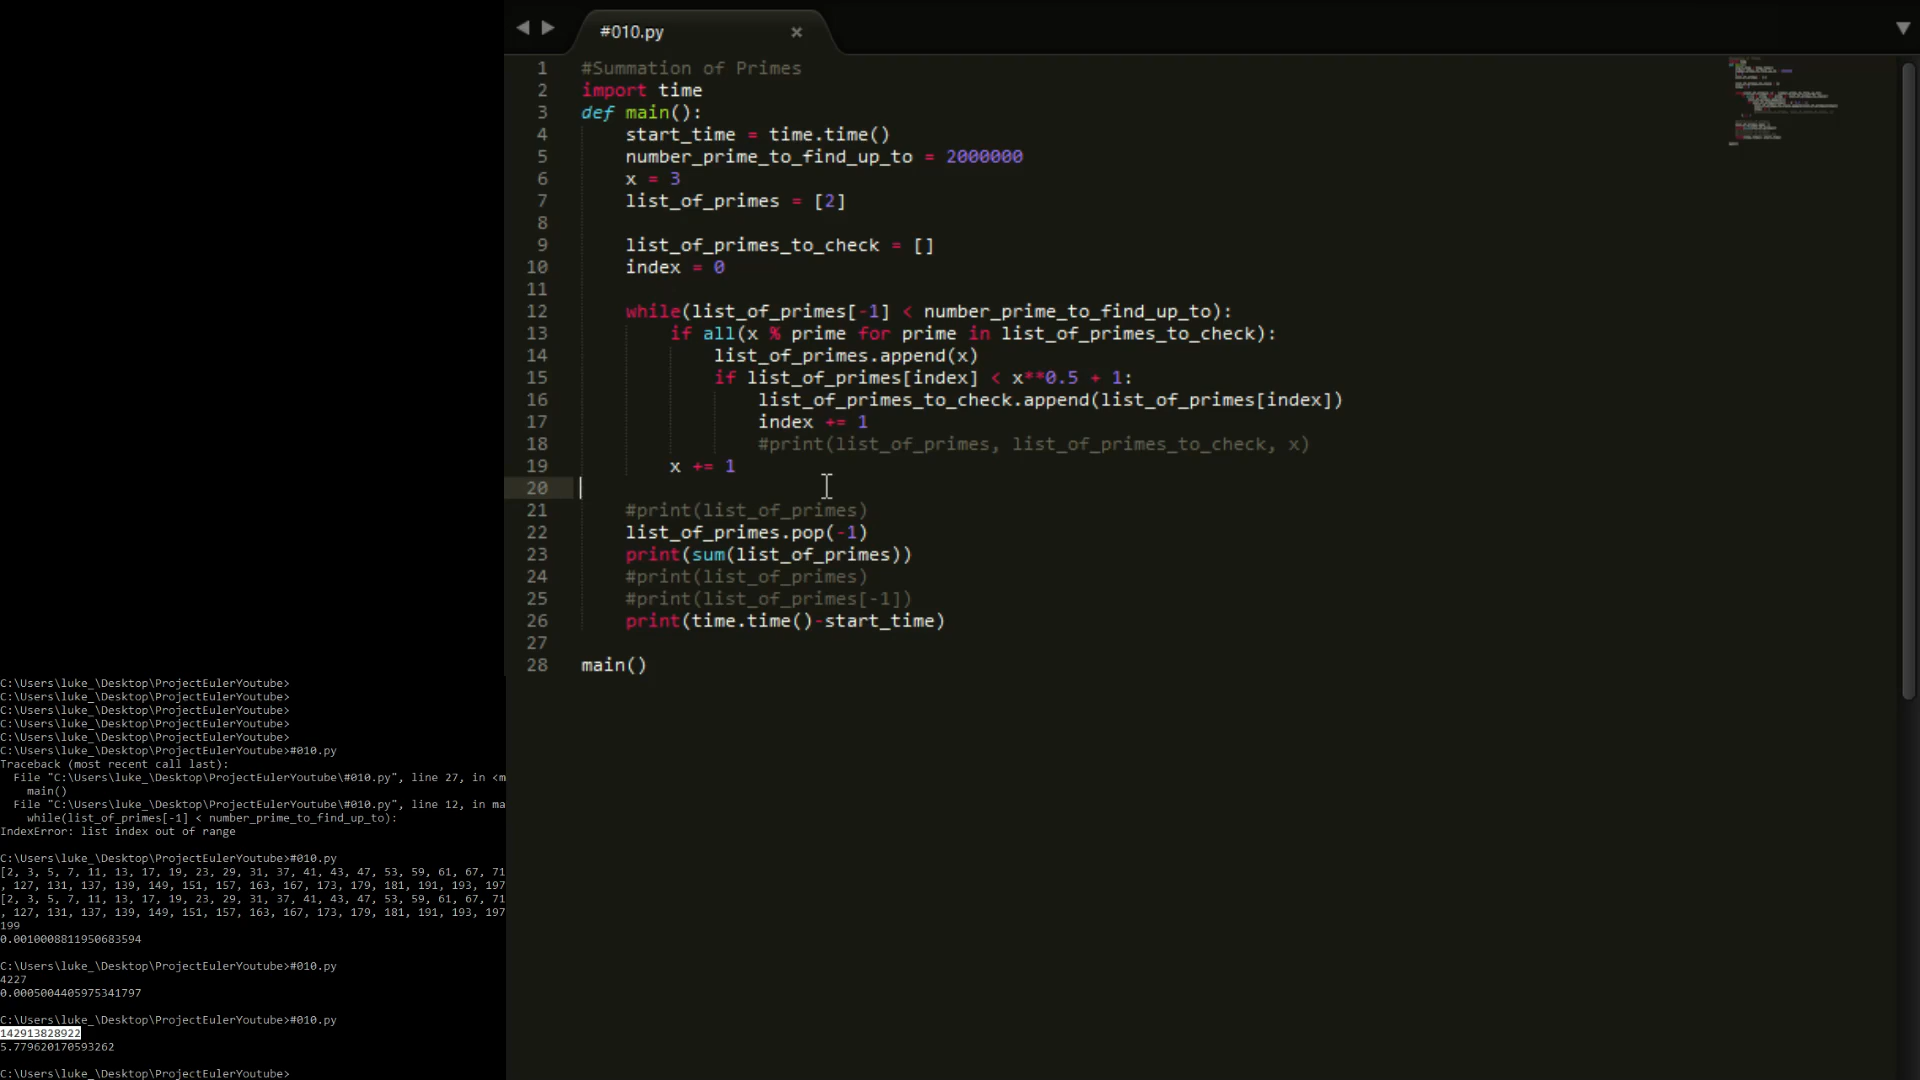 #010.py
1 #Summation of Primes
2 import time
3 def main():
4 start_time = time.time()
5 number_prime_to_find_up_to = 2000000
6 x = 3
7 list_of_primes = [2]
8
9 list_of_primes_to_check = []
10 index = 0
11
12 while(list_of_primes[-1] < number_prime_to_find_up_to):
13 if all(x % prime for prime in list_of_primes_to_check):
14 list_of_primes.append(x)
15 if list_of_primes[index] < x**0.5 + 1:
16 list_of_primes_to_check.append(list_of_primes[index])
17 index += 1
18 #print(list_of_primes, list_of_primes_to_check, x)
19 x += 1
20
21 #print(list_of_primes)
22 list_of_primes.pop(-1)
23 print(sum(list_of_primes))
24 #print(list_of_primes)
25 #print(list_of_primes[-1])
26 print(time.time()-start_time)
27
28 main()
C:\Users\luke_\Desktop\ProjectEulerYoutube>
C:\Users\luke_\Desktop\ProjectEulerYoutube>
C:\Users\luke_\Desktop\ProjectEulerYoutube>
C:\Users\luke_\Desktop\ProjectEulerYoutube>
C:\Users\luke_\Desktop\ProjectEulerYoutube>
C:\Users\luke_\Desktop\ProjectEulerYoutube>#010.py
Traceback (most recent call last):
File "C:\Users\luke_\Desktop\ProjectEulerYoutube\#010.py", line 27, in <m
main()
File "C:\Users\luke_\Desktop\ProjectEulerYoutube\#010.py", line 12, in ma
while(list_of_primes[-1] < number_prime_to_find_up_to):
IndexError: list index out of range
C:\Users\luke_\Desktop\ProjectEulerYoutube>#010.py
[2, 3, 5, 7, 11, 13, 17, 19, 23, 29, 31, 37, 41, 43, 47, 53, 59, 61, 67, 71
, 127, 131, 137, 139, 149, 151, 157, 163, 167, 173, 179, 181, 191, 193, 197
[2, 3, 5, 7, 11, 13, 17, 19, 23, 29, 31, 37, 41, 43, 47, 53, 59, 61, 67, 71
, 127, 131, 137, 139, 149, 151, 157, 163, 167, 173, 179, 181, 191, 193, 197
199
0.0010008811950683594
C:\Users\luke_\Desktop\ProjectEulerYoutube>#010.py
4227
0.0005004405975341797
C:\Users\luke_\Desktop\ProjectEulerYoutube>#010.py
142913828922
5.779620170593262
C:\Users\luke_\Desktop\ProjectEulerYoutube>